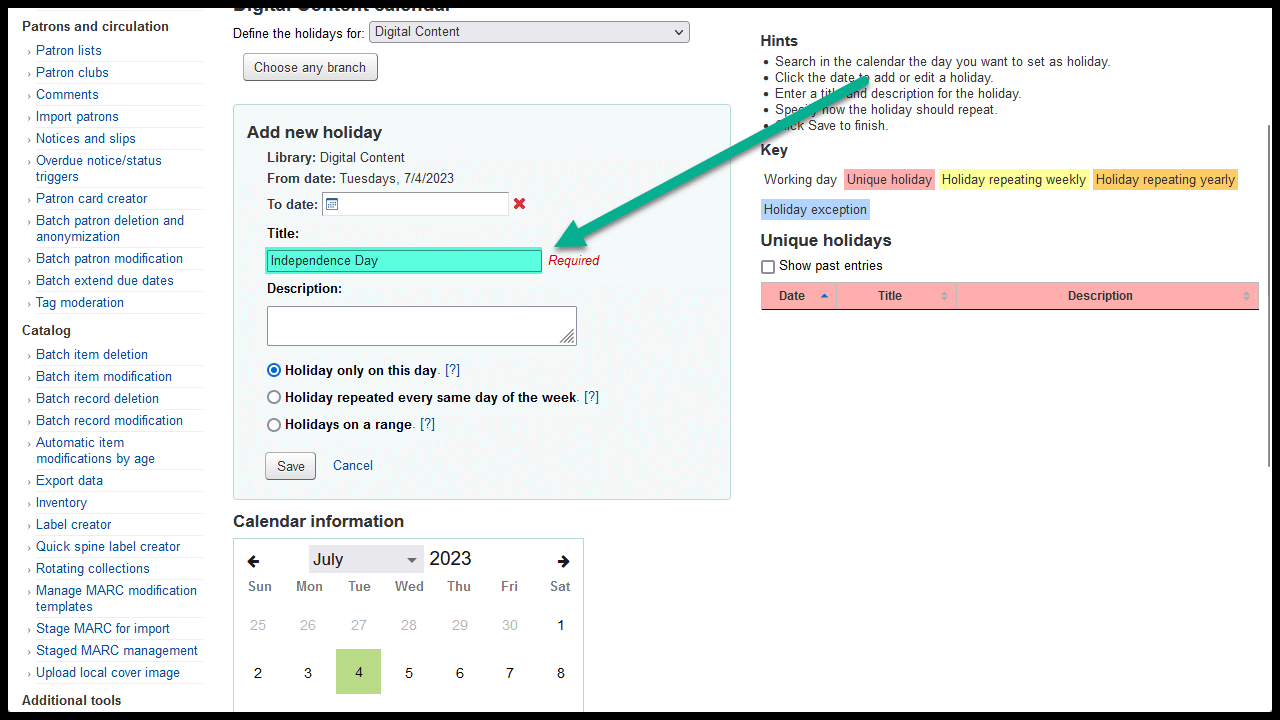 Digital Content calendar
Patrons and circulation
Patron lists
Patron clubs
Comments
Import patrons
Notices and slips
Overdue notice/status
triggers
Patron card creator
Batch patron deletion and
anonymization
Batch patron modification
Batch extend due dates
Tag moderation
Catalog
Batch item deletion
Batch item modification
Batch record deletion
Batch record modification
Automatic item
modifications by age
Export data
Inventory
Label creator
Quick spine label creator
Rotating collections
Manage MARC modification
templates
Stage MARC for import
Staged MARC management
Upload local cover image
Additional tools
Define the holidays for: Digital Content
Choose any branch
Add new holiday
Library: Digital Content
From date: Tuesdays, 7/4/2023
To date:
Title:
Independence Day Required
Description:
Holiday only on this day. [?]
Holiday repeated every same day of the week. [?]
Holidays on a range. [?]
Save Cancel
Calendar information
July 2023
Sun Mon Tue Wed Thu Fri Sat
25 26 27 28 29 30 1
2 3 4 5 6 7 8
Hints
Search in the calendar the day you want to set as holiday.
Click the date to add or edit a holiday.
Enter a title and description for the holiday.
Specify how the holiday should repeat.
Click Save to finish.
Key
Working day Unique holiday Holiday repeating weekly Holiday repeating yearly
Holiday exception
Unique holidays
Show past entries
Date Title Description